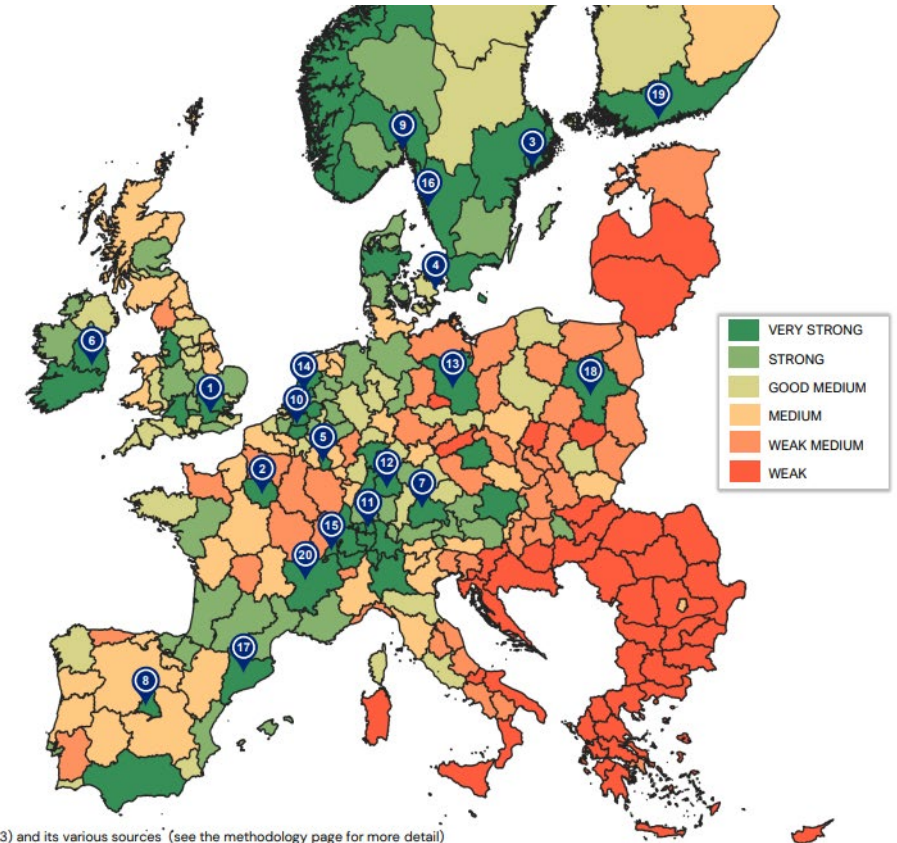 19
9
3
16
4
6
14
13
18
1
10
5
2
12
7
11
15
20
17
8
VERY STRONG
STRONG
GOOD MEDIUM
MEDIUM
WEAK MEDIUM
WEAK
3) and its various sources (see the methodology page for more detail)